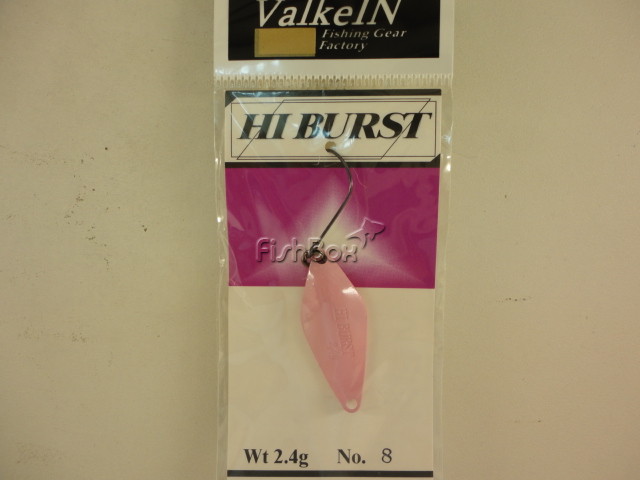 ValkeIN
Fishing Gear
Factory
HI BURST
FishBox
Wt 2.4g No. 8